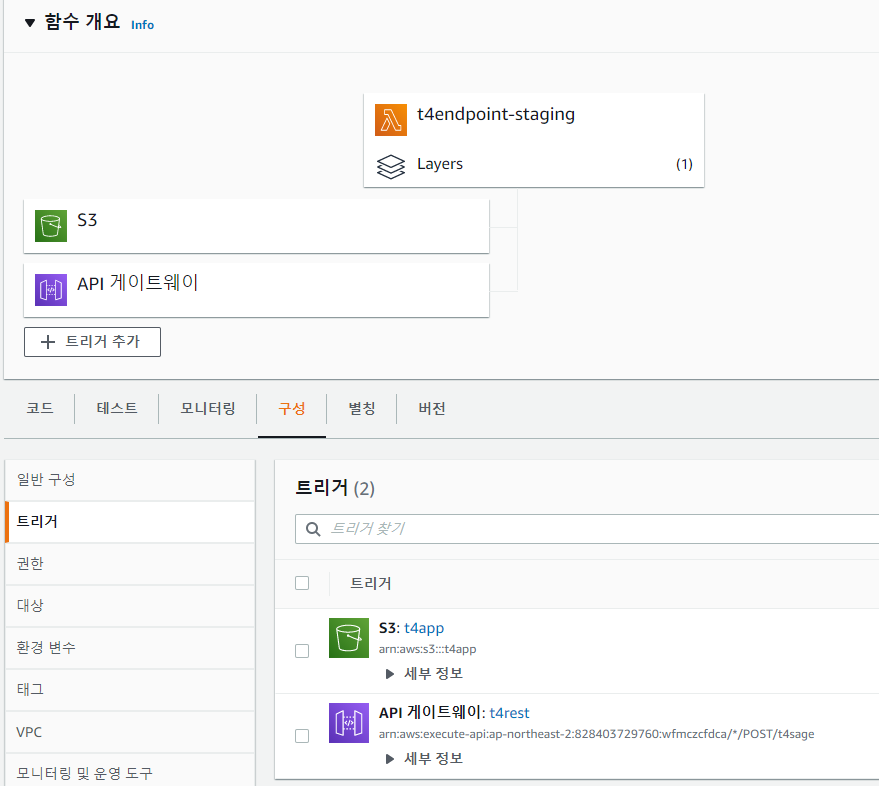 ▼ 함수 개요 Info
t4endpoint-staging
Layers (1)
S3
API 게이트웨이
+ 트리거 추가
코드 테스트 모니터링 구성 별칭 버전
일반 구성
트리거
권한
대상
환경 변수
태그
VPC
모니터링 및 운영 도구
트리거 (2)
트리거 찾기
트리거
S3: t4app
arn:aws:s3:::t4app
▶ 세부 정보
API 게이트웨이: t4rest
arn:aws:execute-api:ap-northeast-2:828403729760:wfmczcfdca/*/POST/t4sage
▶ 세부 정보